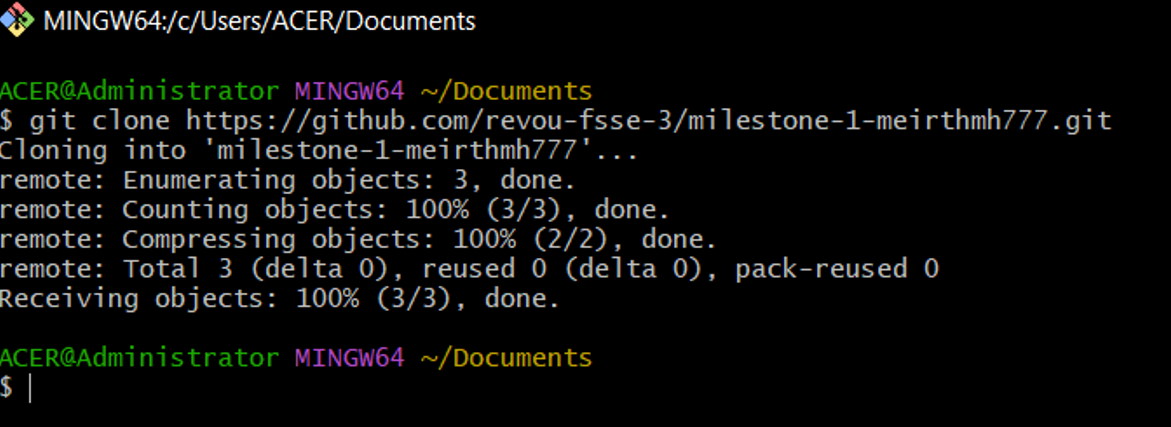 MINGW64:/c/Users/ACER/Documents
ACER@Administrator MINGW64 ~/Documents
$ git clone https://github.com/revou-fsse-3/milestone-1-meirthmh777.git
Cloning into 'milestone-1-meirthmh777'...
remote: Enumerating objects: 3, done.
remote: Counting objects: 100% (3/3), done.
remote: Compressing objects: 100% (2/2), done.
remote: Total 3 (delta 0), reused 0 (delta 0), pack-reused 0
Receiving objects: 100% (3/3), done.
ACER@Administrator MINGW64 ~/Documents
$